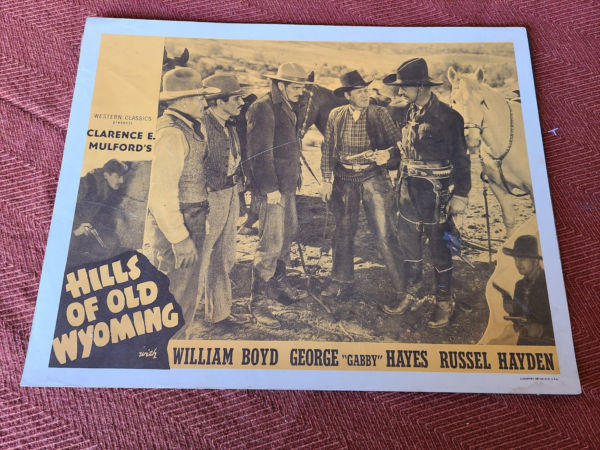 WESTERN CLASSICS
presents
CLARENCE E.
MULFORD'S
HILLS
OF OLD
WYOMING
with
WILLIAM BOYD GEORGE "GABBY" HAYES RUSSEL HAYDEN